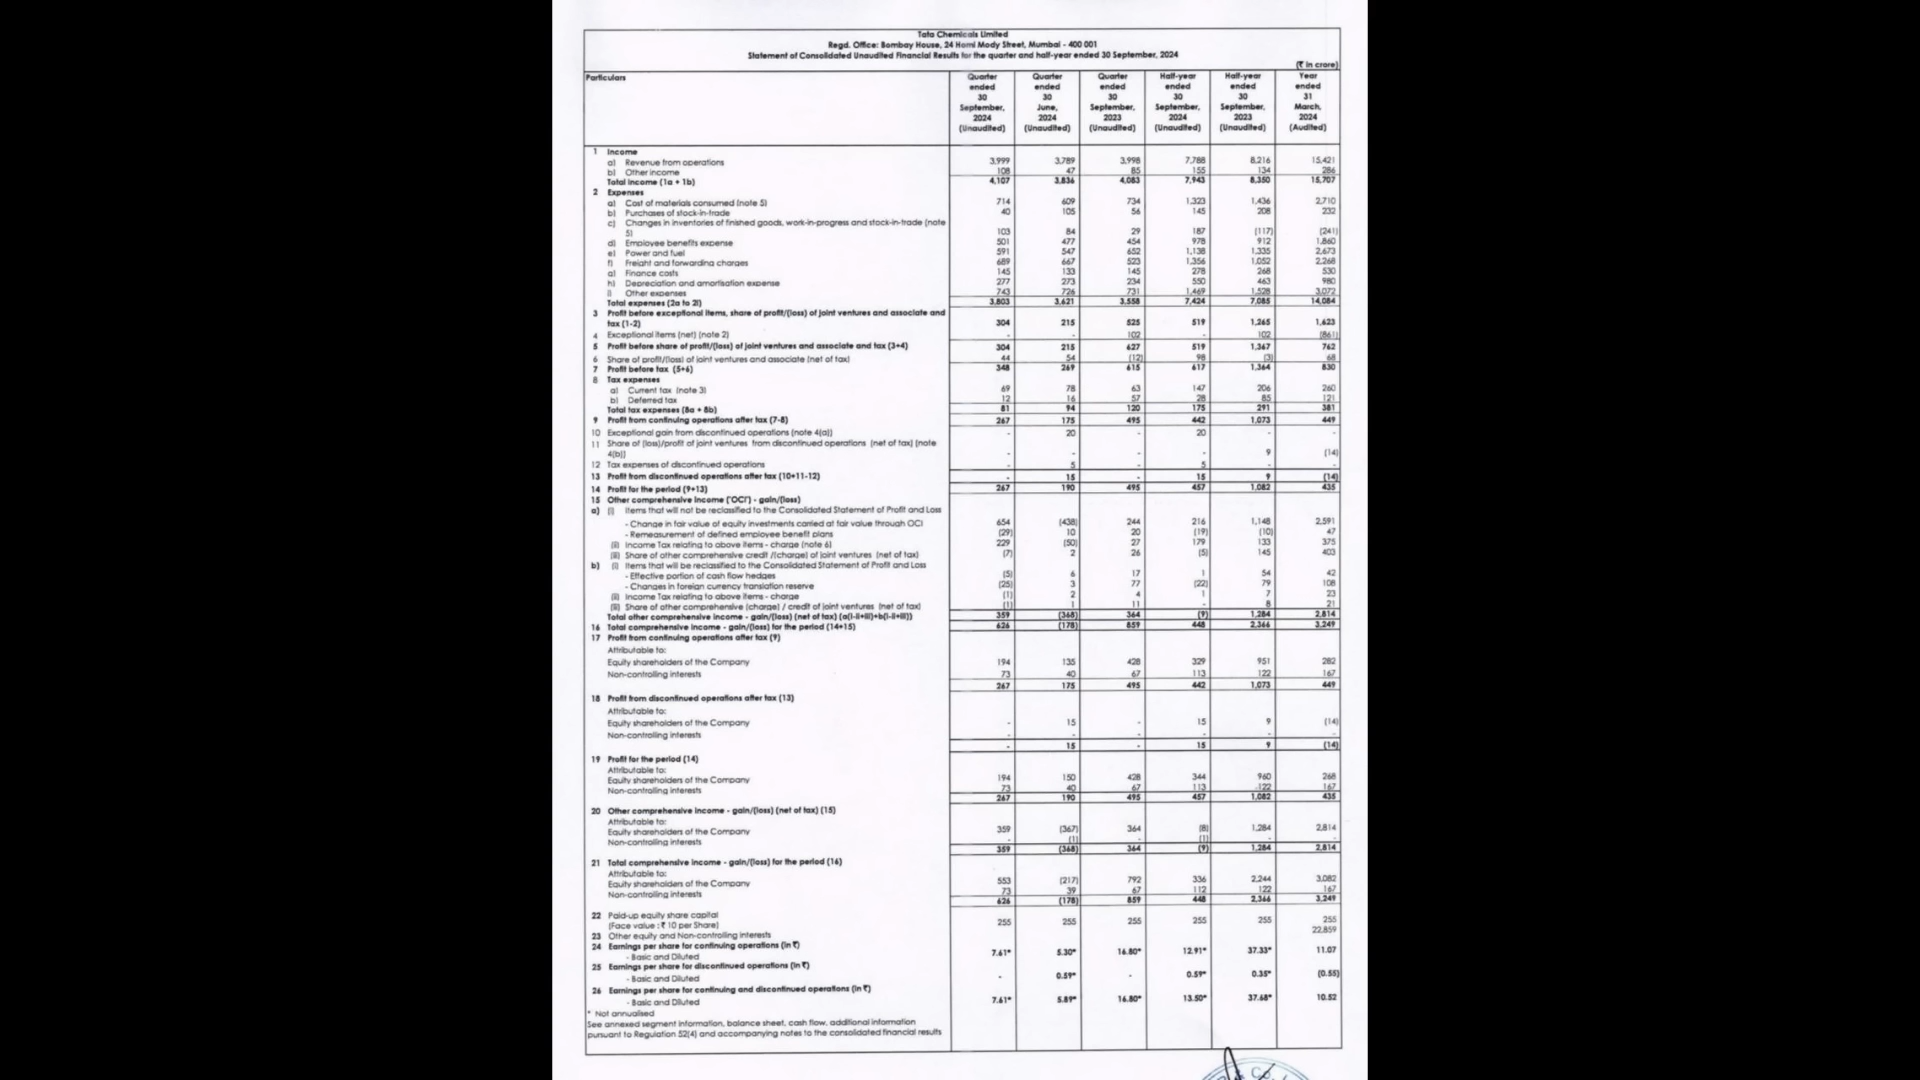 Tata Chemicals Limited
Regd. Office: Bombay House, 24 Homi Mody Street, Mumbai - 400 001
Statement of Consolidated Unaudited Financial Results for the quarter and half-year ended 30 September, 2024
(₹ in crore)
Particulars Quarter ended 30 September, 2024 (Unaudited) Quarter ended 30 June, 2024 (Unaudited) Quarter ended 30 September, 2023 (Unaudited) Half-year ended 30 September, 2024 (Unaudited) Half-year ended 30 September, 2023 (Unaudited) Year ended 31 March, 2024 (Audited)
1 Income
a) Revenue from operations 3,999 3,789 3,998 7,788 8,216 15,421
b) Other income 108 47 85 155 134 286
Total income (1a + 1b) 4,107 3,836 4,083 7,943 8,350 15,707
2 Expenses
a) Cost of materials consumed (note 5) 714 609 734 1,323 1,436 2,710
b) Purchases of stock-in-trade 40 105 56 145 208 232
c) Changes in inventories of finished goods, work-in-progress and stock-in-trade (note
5) 103 84 29 187 (117) (241)
d) Employee benefits expense 501 477 454 978 912 1,860
e) Power and fuel 591 547 652 1,138 1,335 2,673
f) Freight and forwarding charges 689 667 523 1,356 1,052 2,268
g) Finance costs 145 133 145 278 268 530
h) Depreciation and amortisation expense 277 273 234 550 463 980
i) Other expenses 743 726 731 1,469 1,528 3,072
Total expenses (2a to 2i) 3,803 3,621 3,558 7,424 7,085 14,084
3 Profit before exceptional items, share of profit/(loss) of joint ventures and associate and
tax (1-2) 304 215 525 519 1,265 1,623
4 Exceptional items (net) (note 2) - - 102 - 102 (861)
5 Profit before share of profit/(loss) of joint ventures and associate and tax (3+4) 304 215 627 519 1,367 762
6 Share of profit/(loss) of joint ventures and associate (net of tax) 44 54 (12) 98 (3) 68
7 Profit before tax (5+6) 348 269 615 617 1,364 830
8 Tax expenses
a) Current tax (note 3) 69 78 63 147 206 260
b) Deferred tax 12 16 57 28 85 121
Total tax expenses (8a + 8b) 81 94 120 175 291 381
9 Profit from continuing operations after tax (7-8) 267 175 495 442 1,073 449
10 Exceptional gain from discontinued operations (note 4(a)) - 20 - 20 - -
11 Share of (loss)/profit of joint ventures from discontinued operations (net of tax) (note
4(b)) - - - - 9 (14)
12 Tax expenses of discontinued operations - 5 - 5 - -
13 Profit from discontinued operations after tax (10+11-12) - 15 - 15 9 (14)
14 Profit for the period (9+13) 267 190 495 457 1,082 435
15 Other comprehensive income ('OCI') - gain/(loss)
a) (i) Items that will not be reclassified to the Consolidated Statement of Profit and Loss
- Change in fair value of equity investments carried at fair value through OCI 654 (438) 244 216 1,148 2,591
- Remeasurement of defined employee benefit plans (29) 10 20 (19) (10) 47
(ii) Income Tax relating to above items - charge (note 6) 229 (50) 27 179 133 375
(iii) Share of other comprehensive credit /(charge) of joint ventures (net of tax) (7) 2 26 (5) 145 403
b) (i) Items that will be reclassified to the Consolidated Statement of Profit and Loss
- Effective portion of cash flow hedges (5) 6 17 1 54 42
- Changes in foreign currency translation reserve (25) 3 77 (22) 79 108
(ii) Income Tax relating to above items - charge (1) 2 4 1 7 23
(iii) Share of other comprehensive (charge) / credit of joint ventures (net of tax) (1) 1 11 - 8 21
Total other comprehensive income - gain/(loss) (net of tax) (a(i-ii+iii)+b(i-ii+iii)) 359 (368) 364 (9) 1,284 2,814
16 Total comprehensive income - gain/(loss) for the period (14+15) 626 (178) 859 448 2,366 3,249
17 Profit from continuing operations after tax (9)
Attributable to:
Equity shareholders of the Company 194 135 428 329 951 282
Non-controlling interests 73 40 67 113 122 167
267 175 495 442 1,073 449
18 Profit from discontinued operations after tax (13)
Attributable to:
Equity shareholders of the Company - 15 - 15 9 (14)
Non-controlling interests - - - - - -
- 15 - 15 9 (14)
19 Profit for the period (14)
Attributable to:
Equity shareholders of the Company 194 150 428 344 960 268
Non-controlling interests 73 40 67 113 122 167
267 190 495 457 1,082 435
20 Other comprehensive income - gain/(loss) (net of tax) (15)
Attributable to:
Equity shareholders of the Company 359 (367) 364 (8) 1,284 2,814
Non-controlling interests - (1) - (1) - -
359 (368) 364 (9) 1,284 2,814
21 Total comprehensive income - gain/(loss) for the period (16)
Attributable to:
Equity shareholders of the Company 553 (217) 792 336 2,244 3,082
Non-controlling interests 73 39 67 112 122 167
626 (178) 859 448 2,366 3,249
22 Paid-up equity share capital
(Face value : ₹ 10 per Share) 255 255 255 255 255 255
23 Other equity and Non-controlling interests 22,859
24 Earnings per share for continuing operations (in ₹)
- Basic and Diluted 7.61* 5.30* 16.80* 12.91* 37.33* 11.07
25 Earnings per share for discontinued operations (in ₹)
- Basic and Diluted - 0.59* - 0.59* 0.35* (0.55)
26 Earnings per share for continuing and discontinued operations (in ₹)
- Basic and Diluted 7.61* 5.89* 16.80* 13.50* 37.68* 10.52
* Not annualised
See annexed segment information, balance sheet, cash flow, additional information
pursuant to Regulation 52(4) and accompanying notes to the consolidated financial results
& CO.